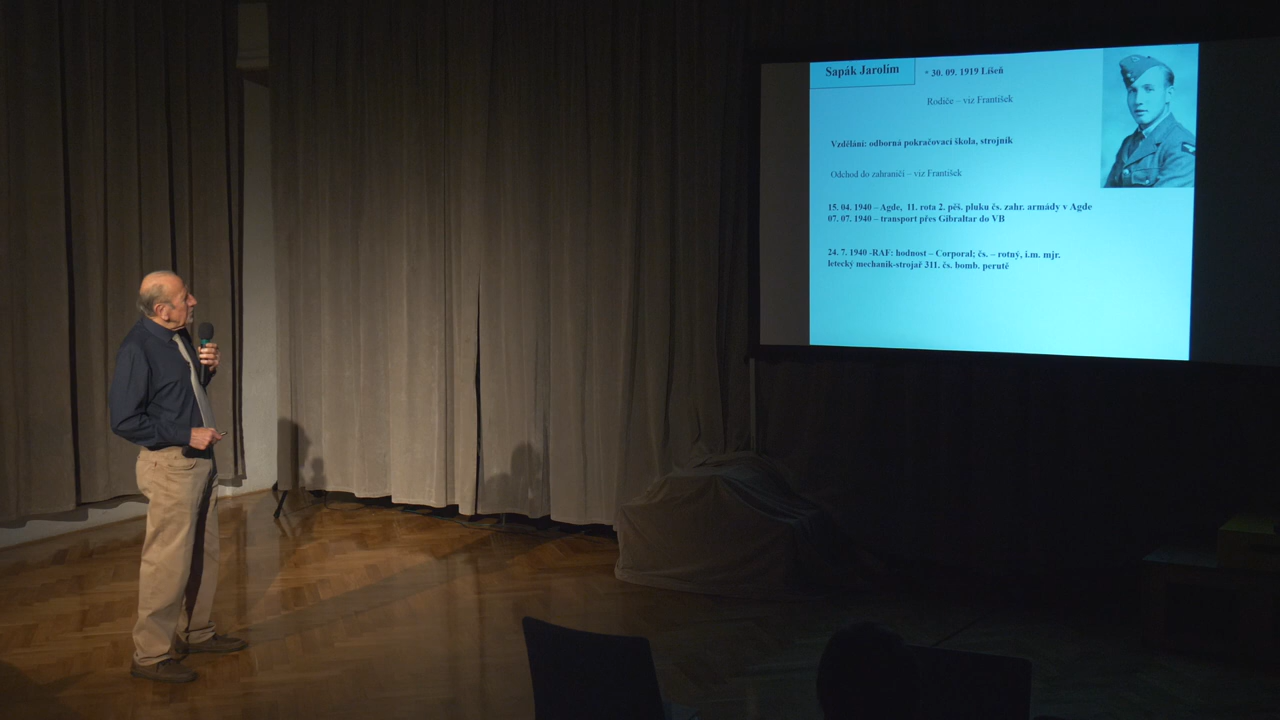 Sapák Jarolím
* 30. 09. 1919 Líšeň
Rodiče – viz František
Vzdělání: odborná pokračovací škola, strojník
Odchod do zahraničí – viz František
15. 04. 1940 – Agde, 11. rota 2. pěš. pluku čs. zahr. armády v Agde
07. 07. 1940 – transport přes Gibraltar do VB
24. 7. 1940 -RAF: hodnost – Corporal; čs. – rotný, i.m. mjr.
letecký mechanik-strojař 311. čs. bomb. perutě